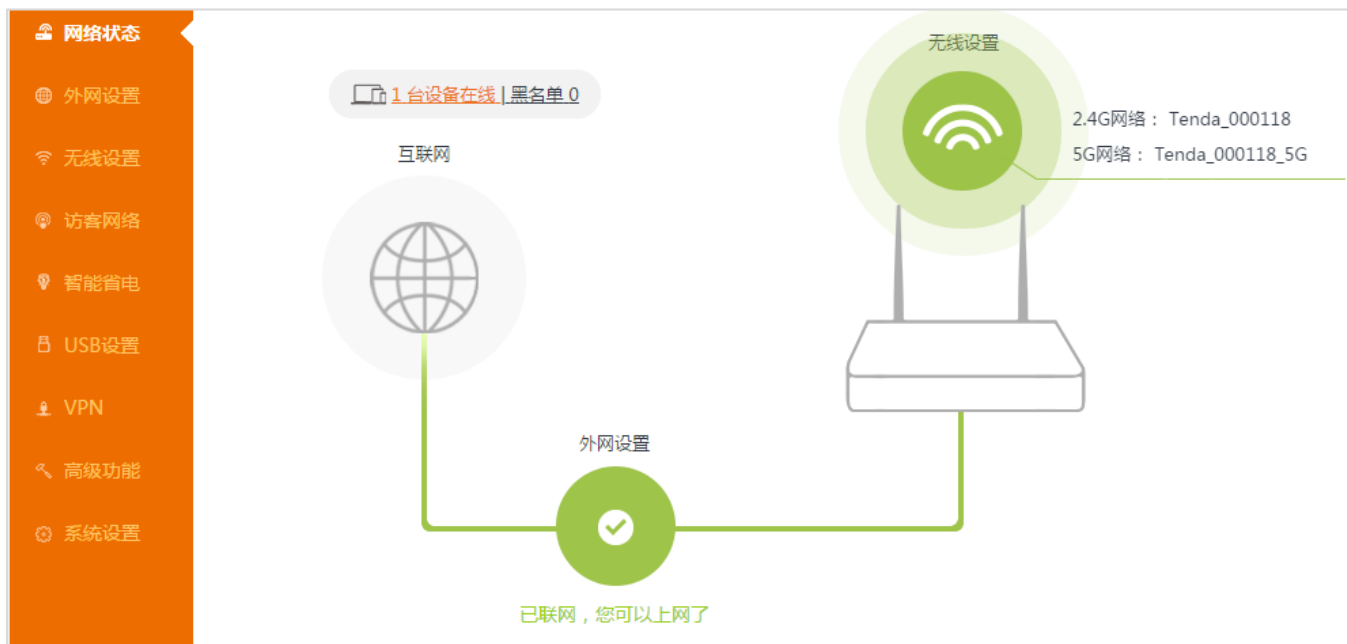 网络状态
外网设置
无线设置
访客网络
智能省电
USB设置
VPN
高级功能
系统设置
1 台设备在线 | 黑名单 0
互联网
无线设置
2.4G网络： Tenda_000118
5G网络： Tenda_000118_5G
外网设置
已联网，您可以上网了